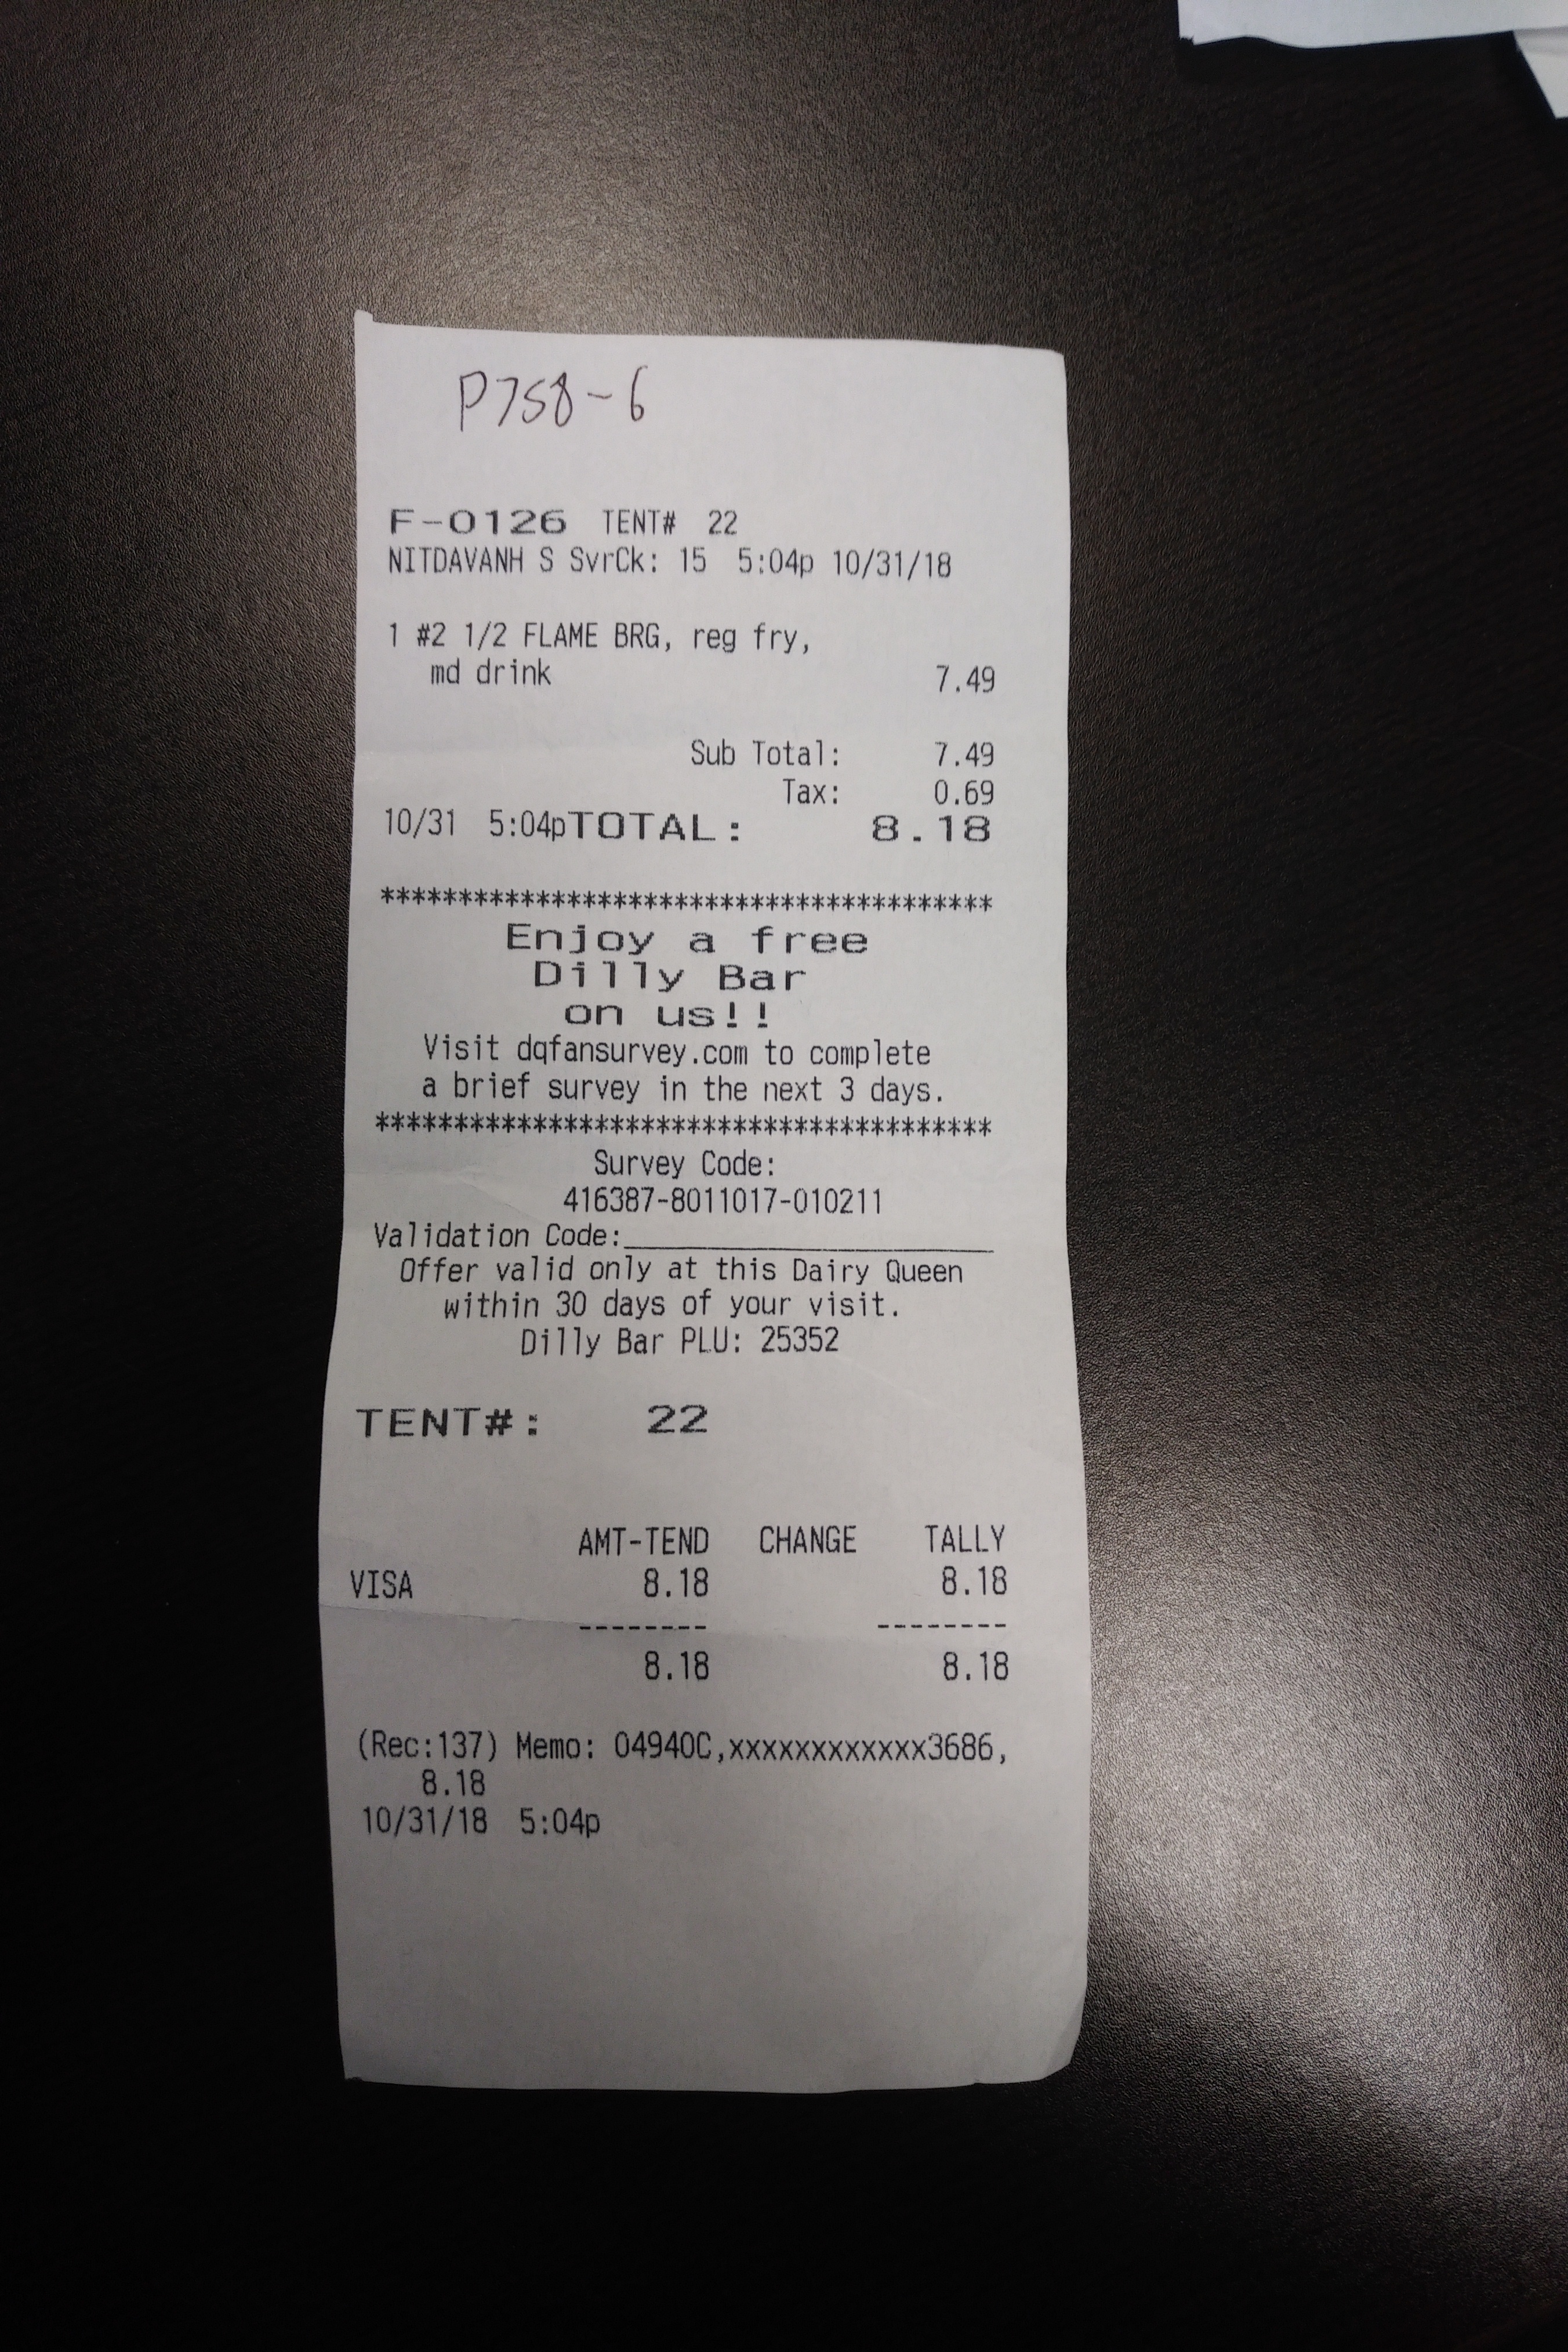 P758-6
F-0126 TENT# 22
NITDAVANH S SvrCk: 15 5:04p 10/31/18
1 #2 1/2 FLAME BRG, reg fry,
md drink 7.49
Sub Total: 7.49
Tax: 0.69
10/31 5:04pTOTAL: 8.18
****************************************
Enjoy a free
Dilly Bar
on us!!
Visit dqfansurvey.com to complete
a brief survey in the next 3 days.
****************************************
Survey Code:
416387-8011017-010211
Validation Code:________________________
Offer valid only at this Dairy Queen
within 30 days of your visit.
Dilly Bar PLU: 25352
TENT#: 22
AMT-TEND CHANGE TALLY
VISA 8.18 8.18
-------- --------
8.18 8.18
(Rec:137) Memo: 04940C,xxxxxxxxxxxx3686,
8.18
10/31/18 5:04p